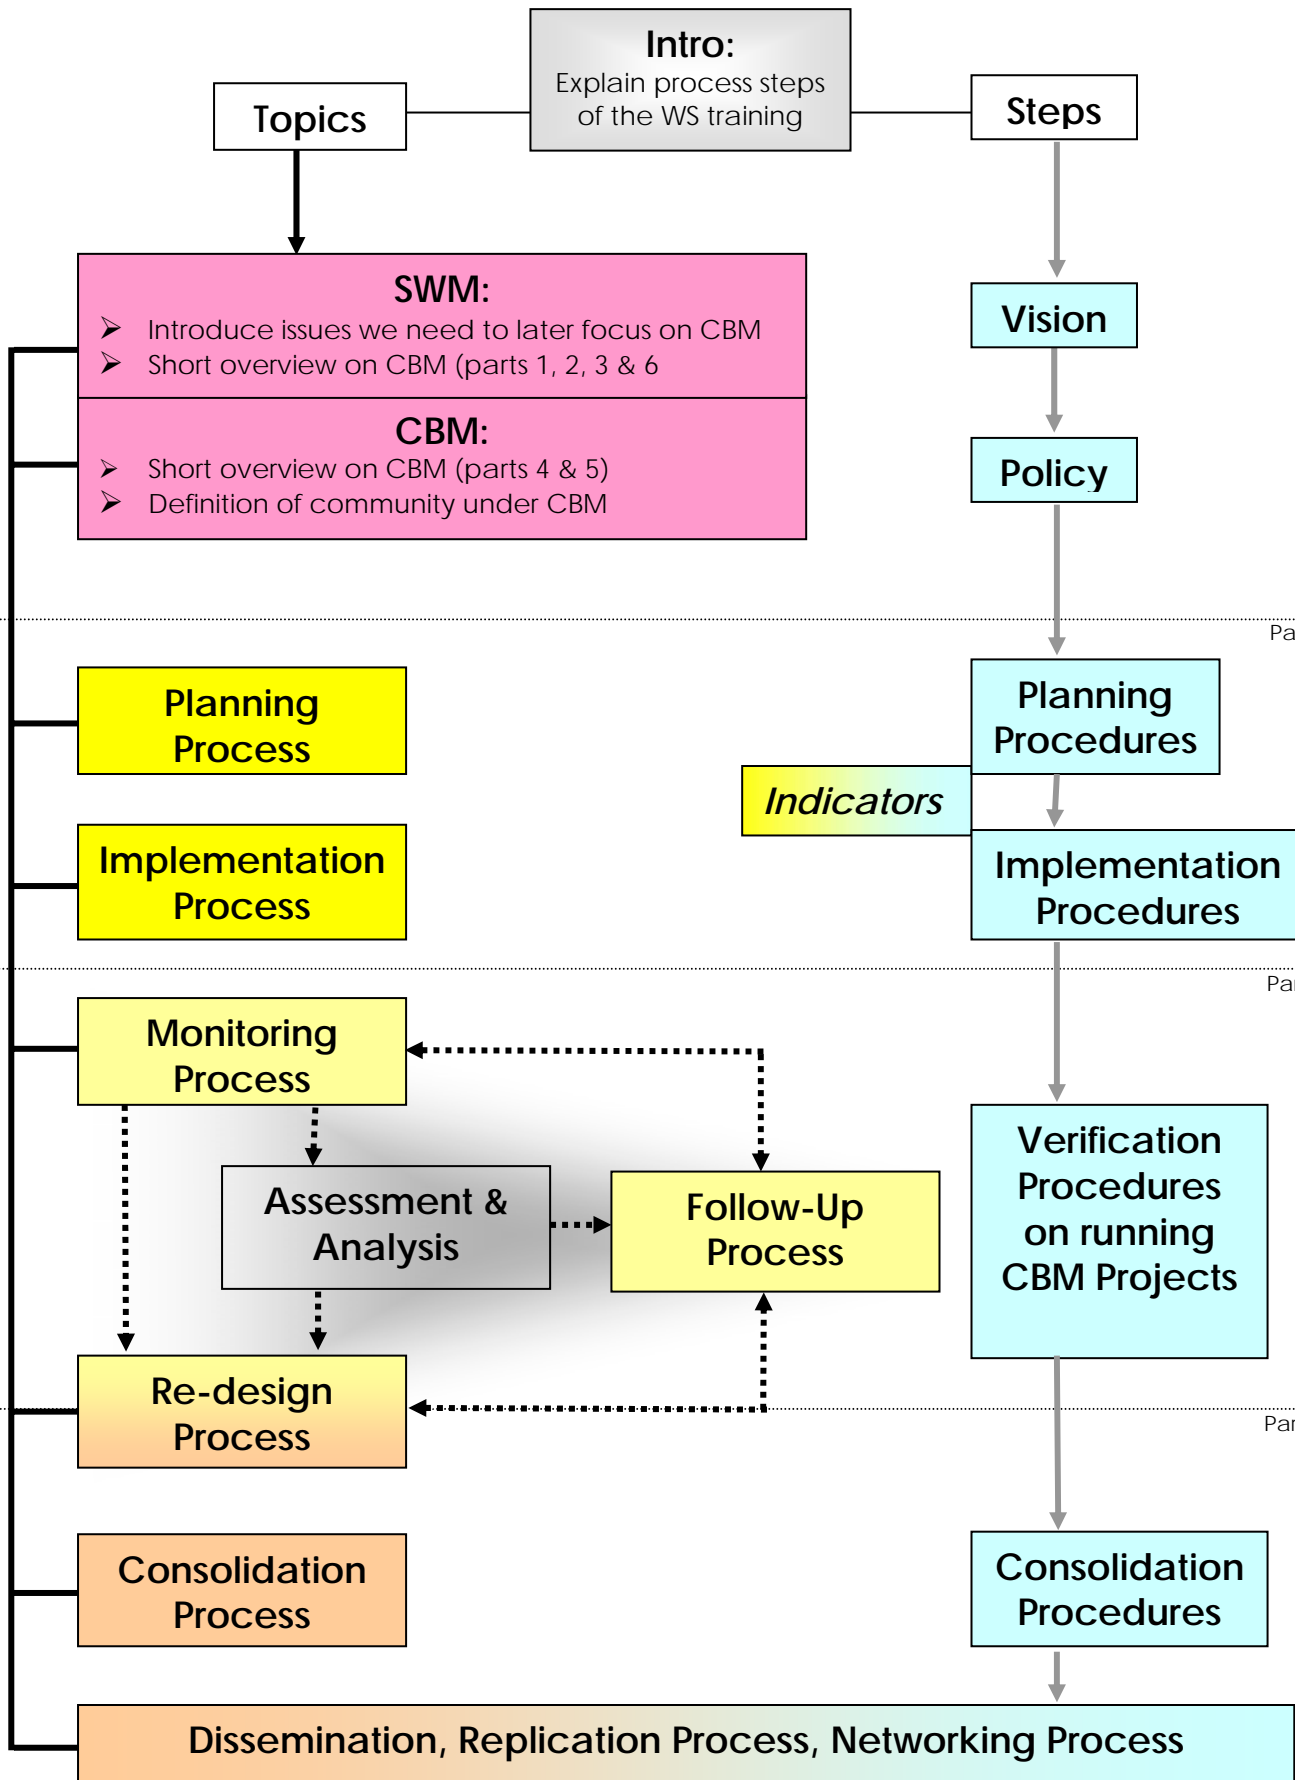 Intro:
Explain process steps
of the WS training
Topics
Steps
SWM:
➢ Introduce issues we need to later focus on CBM
➢ Short overview on CBM (parts 1, 2, 3 & 6
CBM:
➢ Short overview on CBM (parts 4 & 5)
➢ Definition of community under CBM
Vision
Policy
Planning
Process
Planning
Procedures
Indicators
Implementation
Process
Implementation
Procedures
Monitoring
Process
Assessment &
Analysis
Follow-Up
Process
Verification
Procedures
on running
CBM Projects
Re-design
Process
Consolidation
Process
Consolidation
Procedures
Dissemination, Replication Process, Networking Process